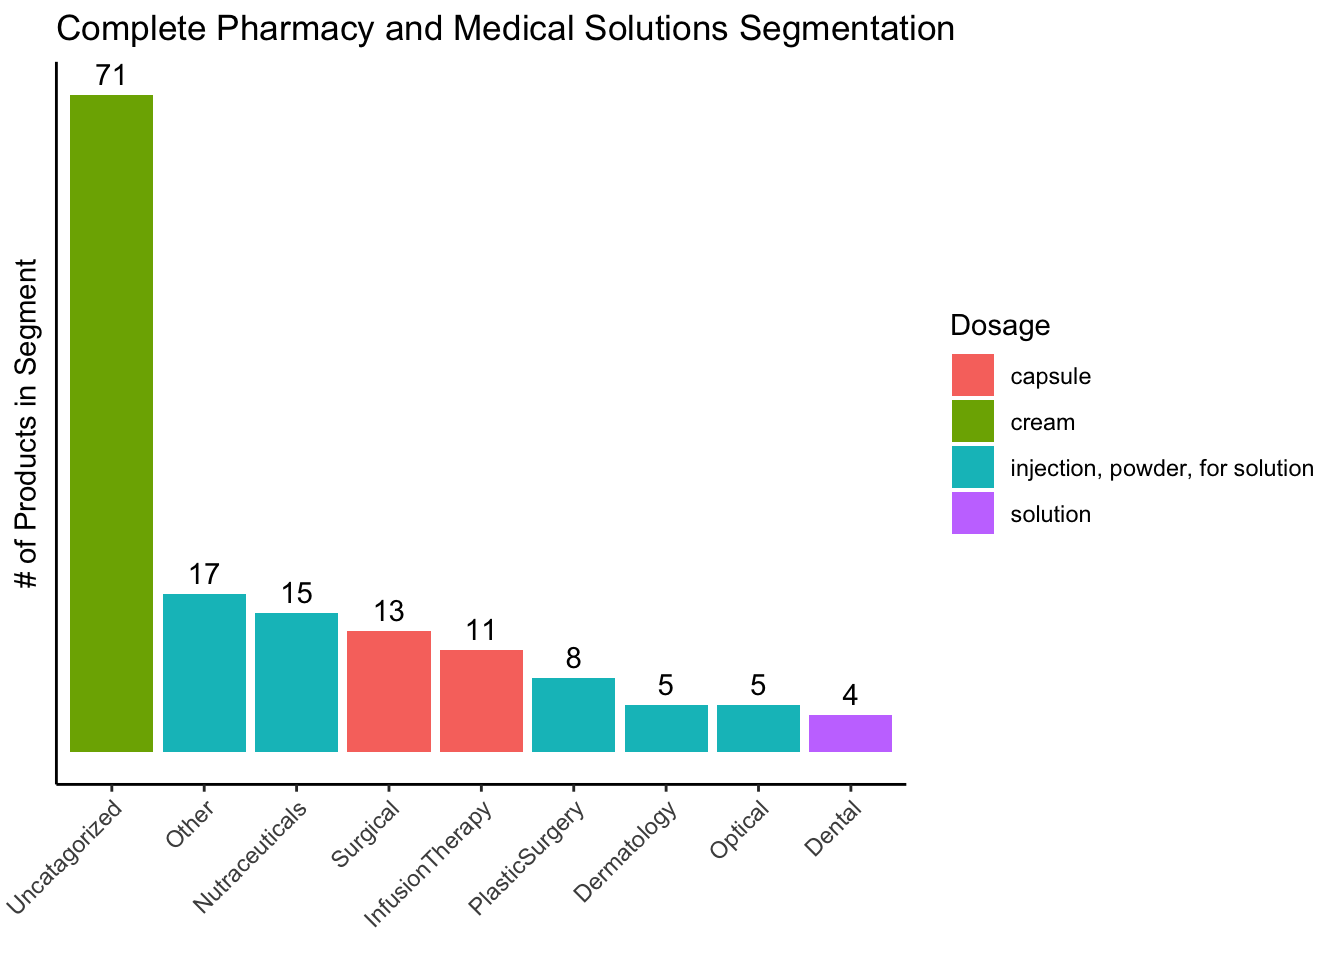 Complete Pharmacy and Medical Solutions Segmentation
# of Products in Segment
71
17
15
13
11
8
5
5
4
Uncatagorized
Other
Nutraceuticals
Surgical
InfusionTherapy
PlasticSurgery
Dermatology
Optical
Dental
Dosage
capsule
cream
injection, powder, for solution
solution